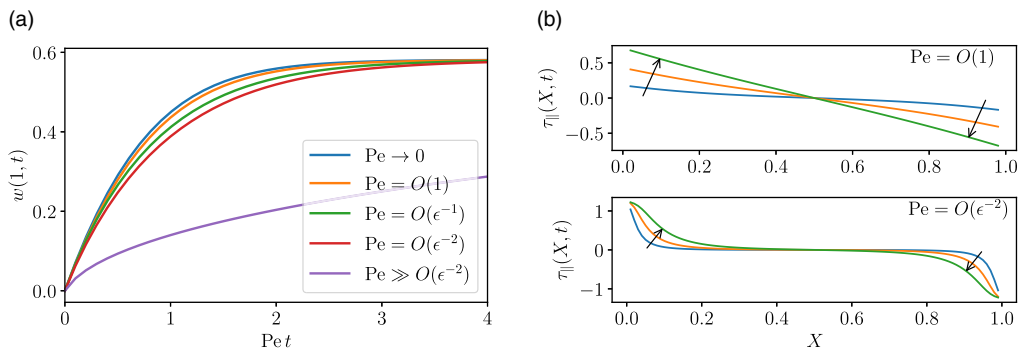 (a)
w(1, t)
0.6
0.4
0.2
0.0
0
1
2
3
4
Pe t
Pe → 0
Pe = O(1)
Pe = O(ϵ⁻¹)
Pe = O(ϵ⁻²)
Pe ≫ O(ϵ⁻²)
(b)
τ∥(X, t)
0.5
0.0
−0.5
Pe = O(1)
0.0 0.2 0.4 0.6 0.8 1.0
τ∥(X, t)
1
0
−1
Pe = O(ϵ⁻²)
0.0 0.2 0.4 0.6 0.8 1.0
X